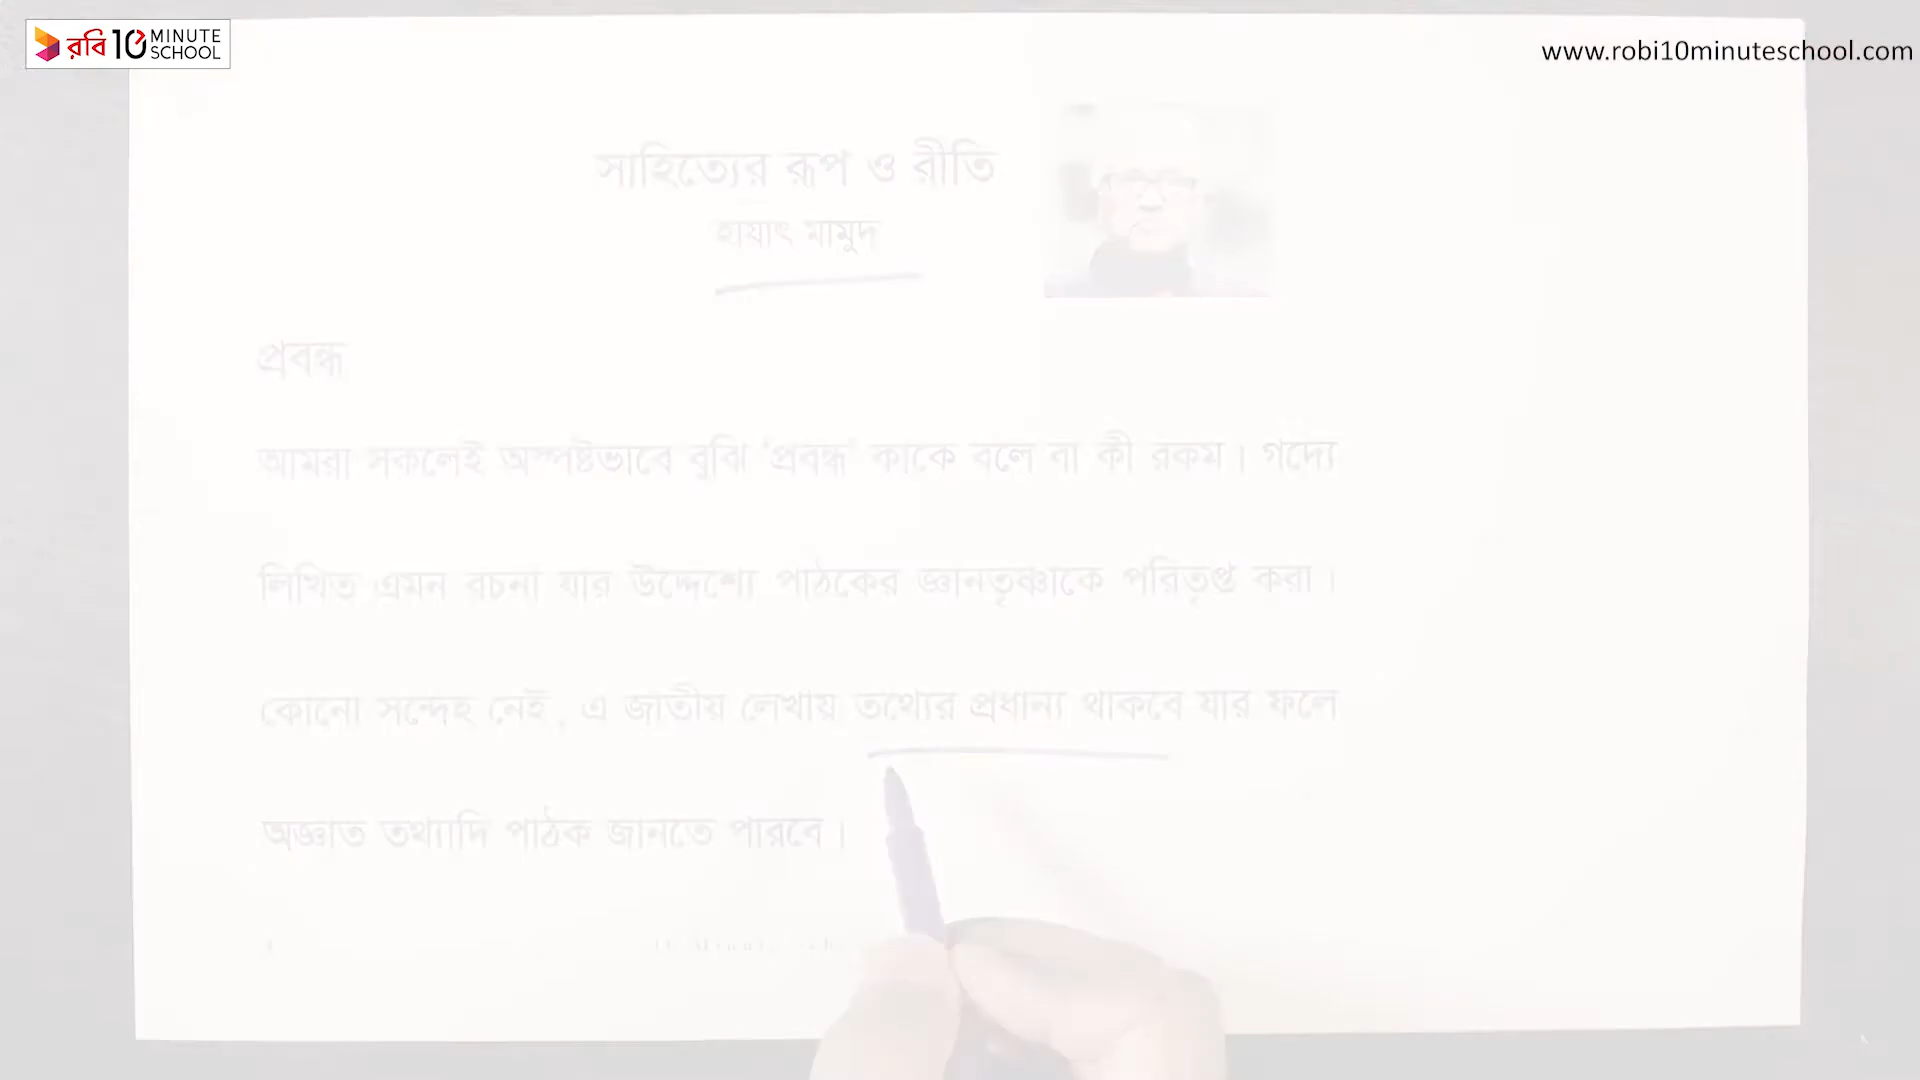 রবি 10 MINUTE SCHOOL
www.robi10minuteschool.com
সাহিত্যের রূপ ও রীতি
হায়াৎ মামুদ
প্রবন্ধ
আমরা সকলেই অস্পষ্টভাবে বুঝি ‘প্রবন্ধ’ কাকে বলে বা কী রকম। গদ্যে
লিখিত এমন রচনা যার উদ্দেশ্যে পাঠকের জ্ঞানতৃষ্ণাকে পরিতৃপ্ত করা।
কোনো সন্দেহ নেই, এ জাতীয় লেখায় তথ্যের প্রধান্য থাকবে যার ফলে
অজ্ঞাত তথ্যাদি পাঠক জানতে পারবে।